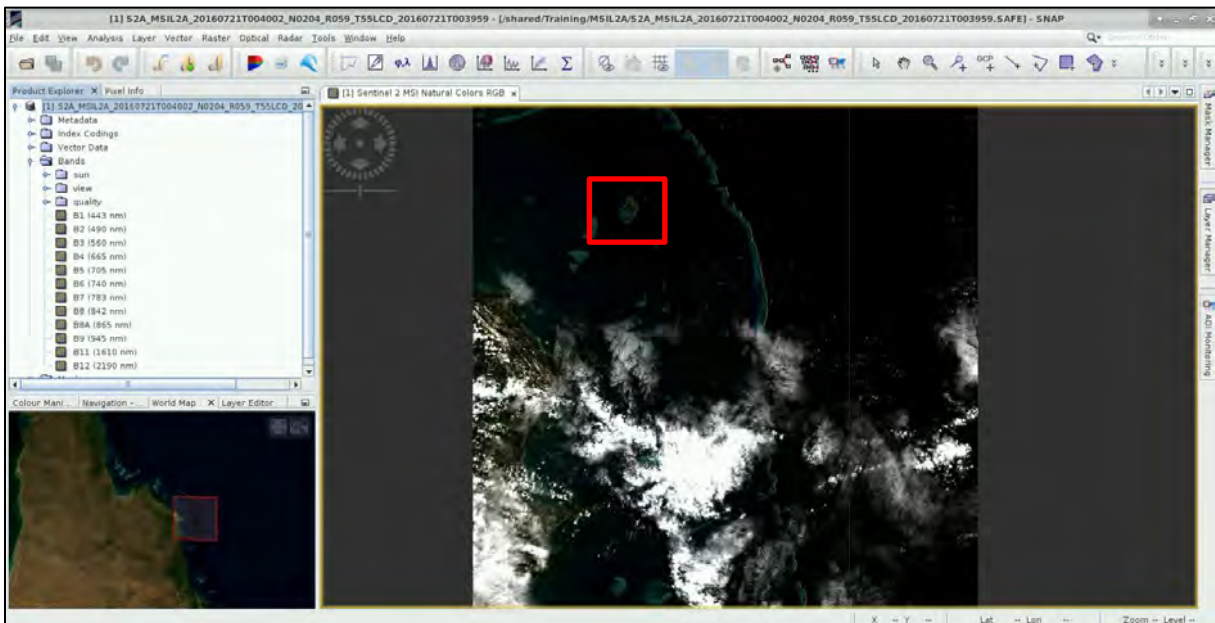 [1] S2A_MSIL2A_20160721T004002_N0204_R059_T55LCD_20160721T003959 - [/shared/Training/MSIL2A/S2A_MSIL2A_20160721T004002_N0204_R059_T55LCD_20160721T003959.SAFE] - SNAP
File Edit View Analysis Layer Vector Raster Optical Radar Tools Window Help
Product Explorer X Pixel Info
[1] Sentinel 2 MSI Natural Colors RGB x
[1] S2A_MSIL2A_20160721T004002_N0204_R059_T55LCD_20
Metadata
Index Codings
Vector Data
Bands
sun
view
quality
B1 (443 nm)
B2 (490 nm)
B3 (560 nm)
B4 (665 nm)
B5 (705 nm)
B6 (740 nm)
B7 (783 nm)
B8 (842 nm)
B8A (865 nm)
B9 (945 nm)
B11 (1610 nm)
B12 (2190 nm)
Mask Manager
Layer Manager
ADI Monitoring
Colour Mani... Navigation - ... World Map X Layer Editor
X -- Y -- Lat -- Lon -- Zoom -- Level --